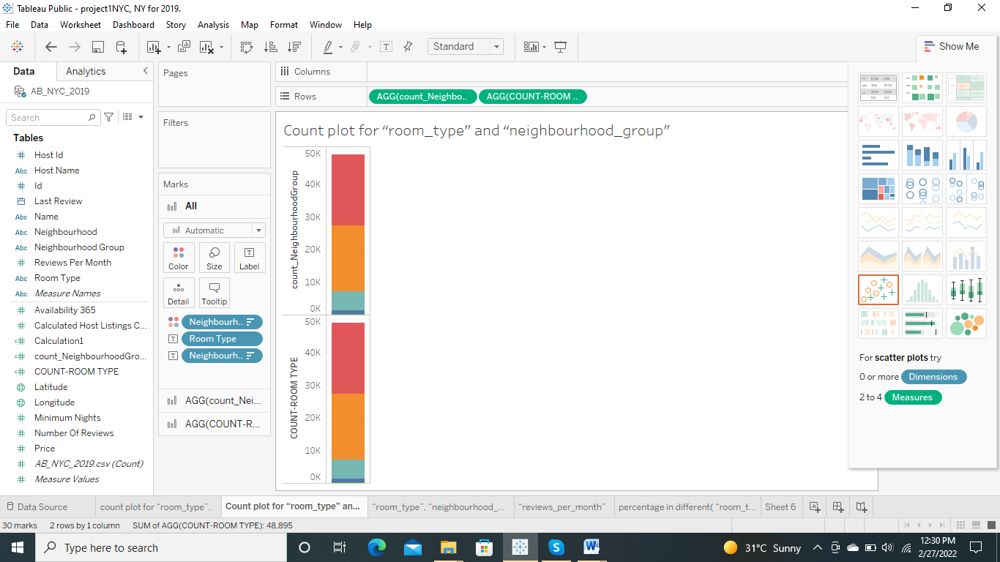 Tableau Public - project1NYC, NY for 2019.
File Data Worksheet Dashboard Story Analysis Map Format Window Help
Standard
Show Me
Data Analytics
AB_NYC_2019
Search
Tables
Host Id
Abc Host Name
Id
Last Review
Abc Name
Abc Neighbourhood
Abc Neighbourhood Group
Reviews Per Month
Abc Room Type
Abc Measure Names
Availability 365
Calculated Host Listings C...
Calculation1
count_NeighbourhoodGro...
COUNT-ROOM TYPE
Latitude
Longitude
Minimum Nights
Number Of Reviews
Price
AB_NYC_2019.csv (Count)
Measure Values
Pages
Filters
Marks
All
Automatic
Color Size Label
Detail Tooltip
Neighbourh..
Room Type
Neighbourh..
AGG(count_Nei...
AGG(COUNT-R...
Columns
Rows AGG(count_Neighbo.. AGG(COUNT-ROOM ..
Count plot for “room_type” and “neighbourhood_group”
count_NeighbourhoodGroup
50K
40K
30K
20K
10K
0K
COUNT-ROOM TYPE
50K
40K
30K
20K
10K
0K
For scatter plots try
0 or more Dimensions
2 to 4 Measures
Data Source count plot for “room_type”. Count plot for “room_type” an... “room_type”, “neighbourhood_... “reviews_per_month” percentage in different( “room_t... Sheet 6
30 marks 2 rows by 1 column SUM of AGG(COUNT-ROOM TYPE): 48,895
Type here to search
31°C Sunny
12:30 PM
2/27/2022